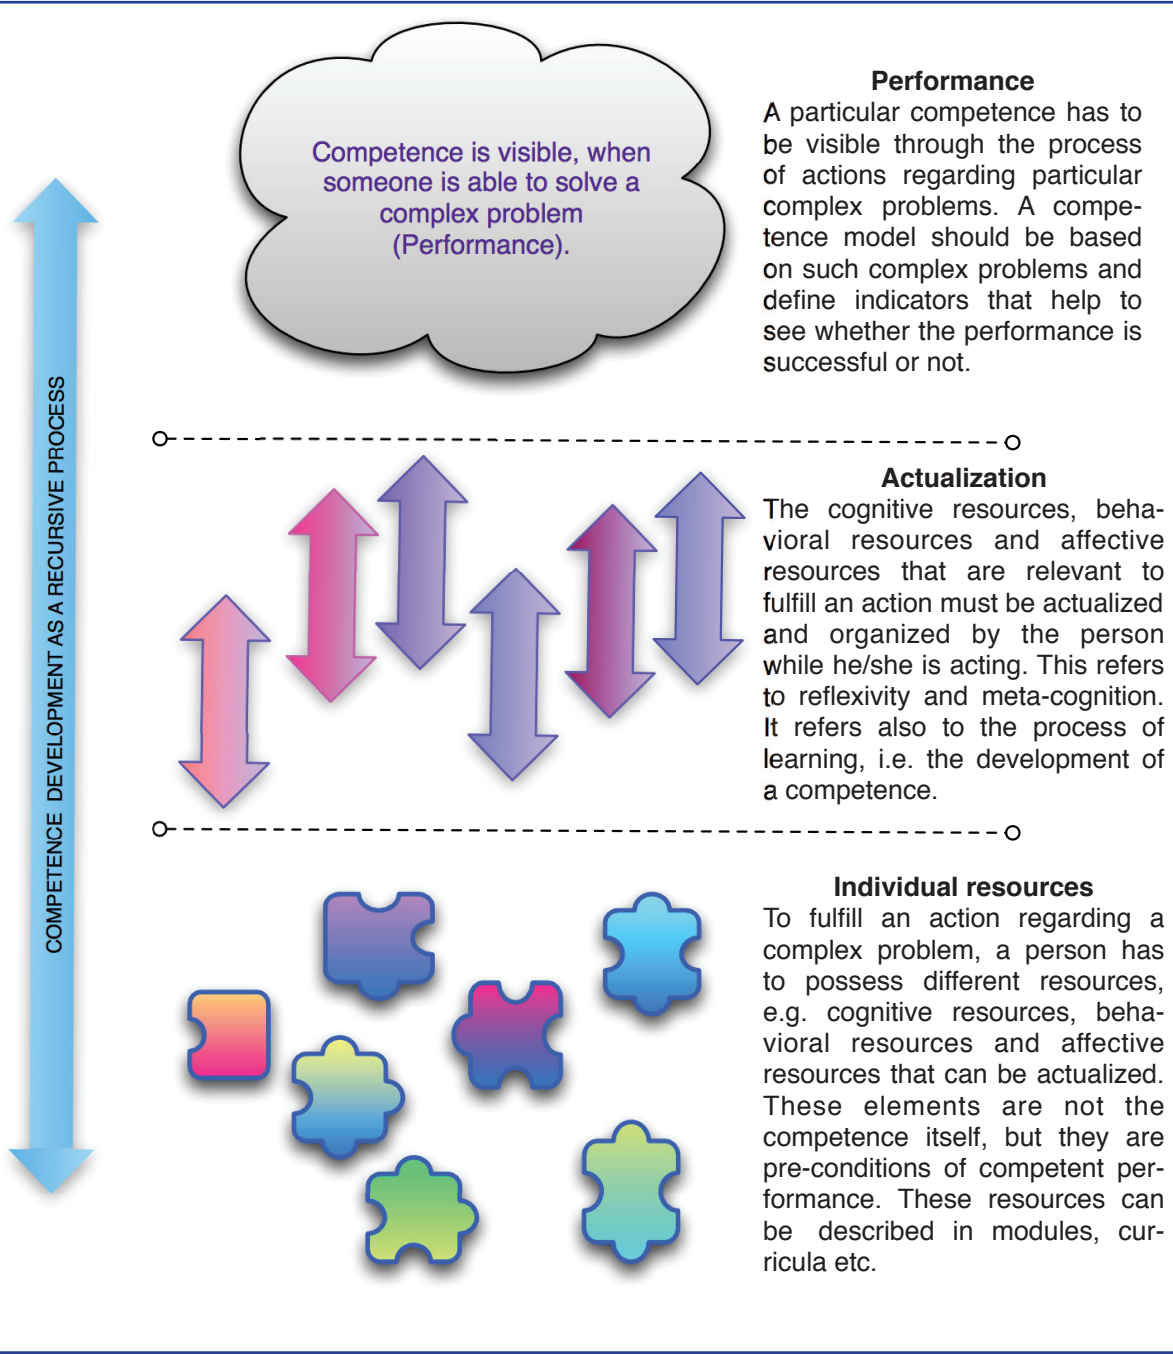 Competence is visible, when
someone is able to solve a
complex problem
(Performance).
Performance
A particular competence has to
be visible through the process
of actions regarding particular
complex problems. A compe-
tence model should be based
on such complex problems and
define indicators that help to
see whether the performance is
successful or not.
COMPETENCE DEVELOPMENT AS A RECURSIVE PROCESS
Actualization
The cognitive resources, beha-
vioral resources and affective
resources that are relevant to
fulfill an action must be actualized
and organized by the person
while he/she is acting. This refers
to reflexivity and meta-cognition.
It refers also to the process of
learning, i.e. the development of
a competence.
Individual resources
To fulfill an action regarding a
complex problem, a person has
to possess different resources,
e.g. cognitive resources, beha-
vioral resources and affective
resources that can be actualized.
These elements are not the
competence itself, but they are
pre-conditions of competent per-
formance. These resources can
be described in modules, cur-
ricula etc.